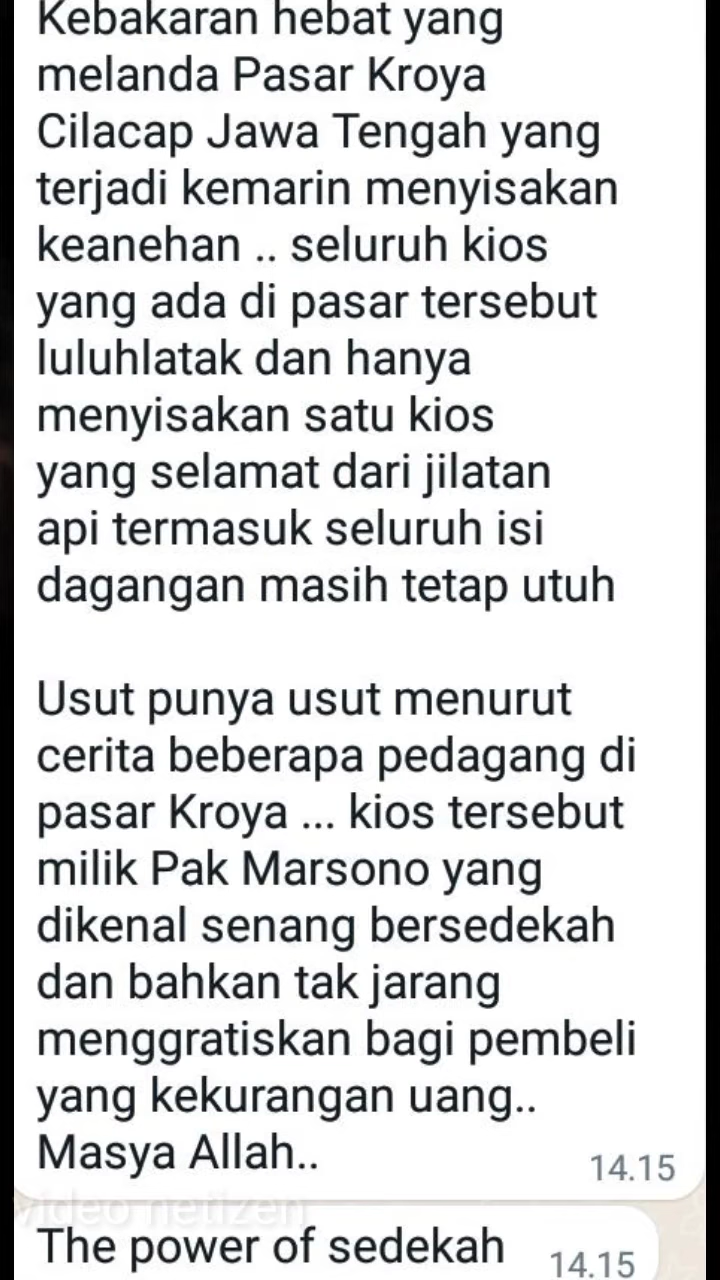 Kebakaran hebat yang
melanda Pasar Kroya
Cilacap Jawa Tengah yang
terjadi kemarin menyisakan
keanehan .. seluruh kios
yang ada di pasar tersebut
luluhlatak dan hanya
menyisakan satu kios
yang selamat dari jilatan
api termasuk seluruh isi
dagangan masih tetap utuh
Usut punya usut menurut
cerita beberapa pedagang di
pasar Kroya ... kios tersebut
milik Pak Marsono yang
dikenal senang bersedekah
dan bahkan tak jarang
menggratiskan bagi pembeli
yang kekurangan uang..
Masya Allah..
14.15
video netizen
The power of sedekah
14.15